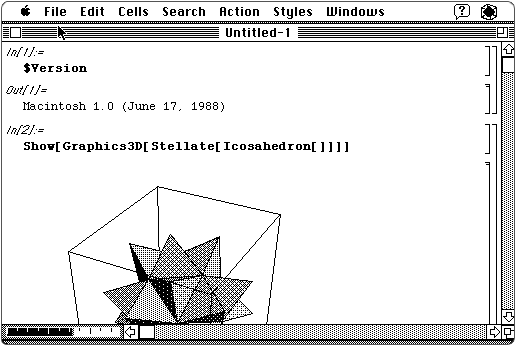 File Edit Cells Search Action Styles Windows
Untitled-1
In[1]:=
$Version
Out[1]=
Macintosh 1.0 (June 17, 1988)
In[2]:=
Show[Graphics3D[Stellate[Icosahedron[]]]]